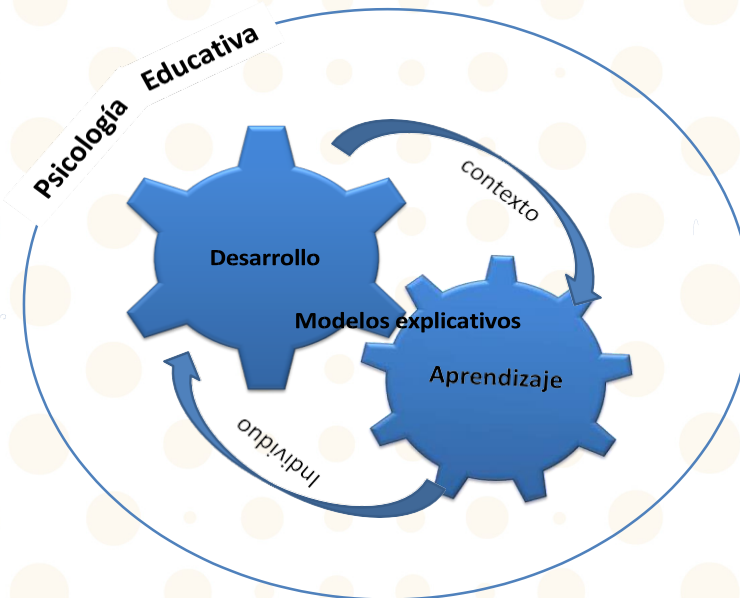 Psicología Educativa
contexto
Desarrollo
Modelos explicativos
Aprendizaje
Individuo